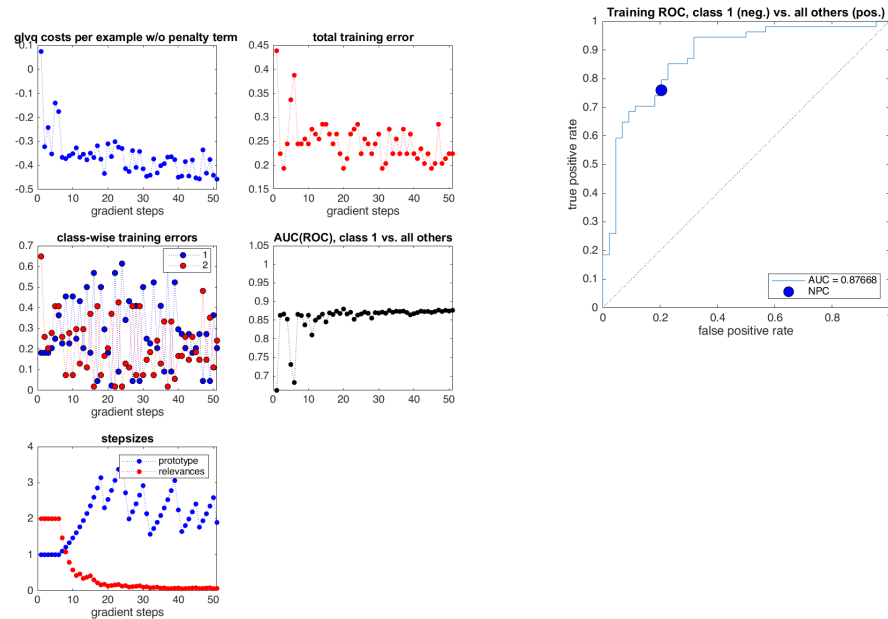 glvq costs per example w/o penalty term
0.1
0
-0.1
-0.2
-0.3
-0.4
-0.5
0 10 20 30 40 50
gradient steps
total training error
0.45
0.4
0.35
0.3
0.25
0.2
0.15
0 10 20 30 40 50
gradient steps
Training ROC, class 1 (neg.) vs. all others (pos.)
1
0.9
0.8
0.7
0.6
0.5
0.4
0.3
0.2
0.1
0
0 0.2 0.4 0.6 0.8
true positive rate
false positive rate
AUC = 0.87668
NPC
class-wise training errors
0.7
0.6
0.5
0.4
0.3
0.2
0.1
0
0 10 20 30 40 50
1
2
gradient steps
AUC(ROC), class 1 vs. all others
1.05
1
0.95
0.9
0.85
0.8
0.75
0.7
0 10 20 30 40 50
gradient steps
stepsizes
4
3
2
1
0
0 10 20 30 40 50
prototype
relevances
gradient steps